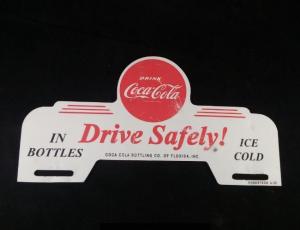 DRINK
Coca-Cola
Drive Safely!
IN
BOTTLES
ICE
COLD
COCA COLA BOTTLING CO. OF FLORIDA, INC.